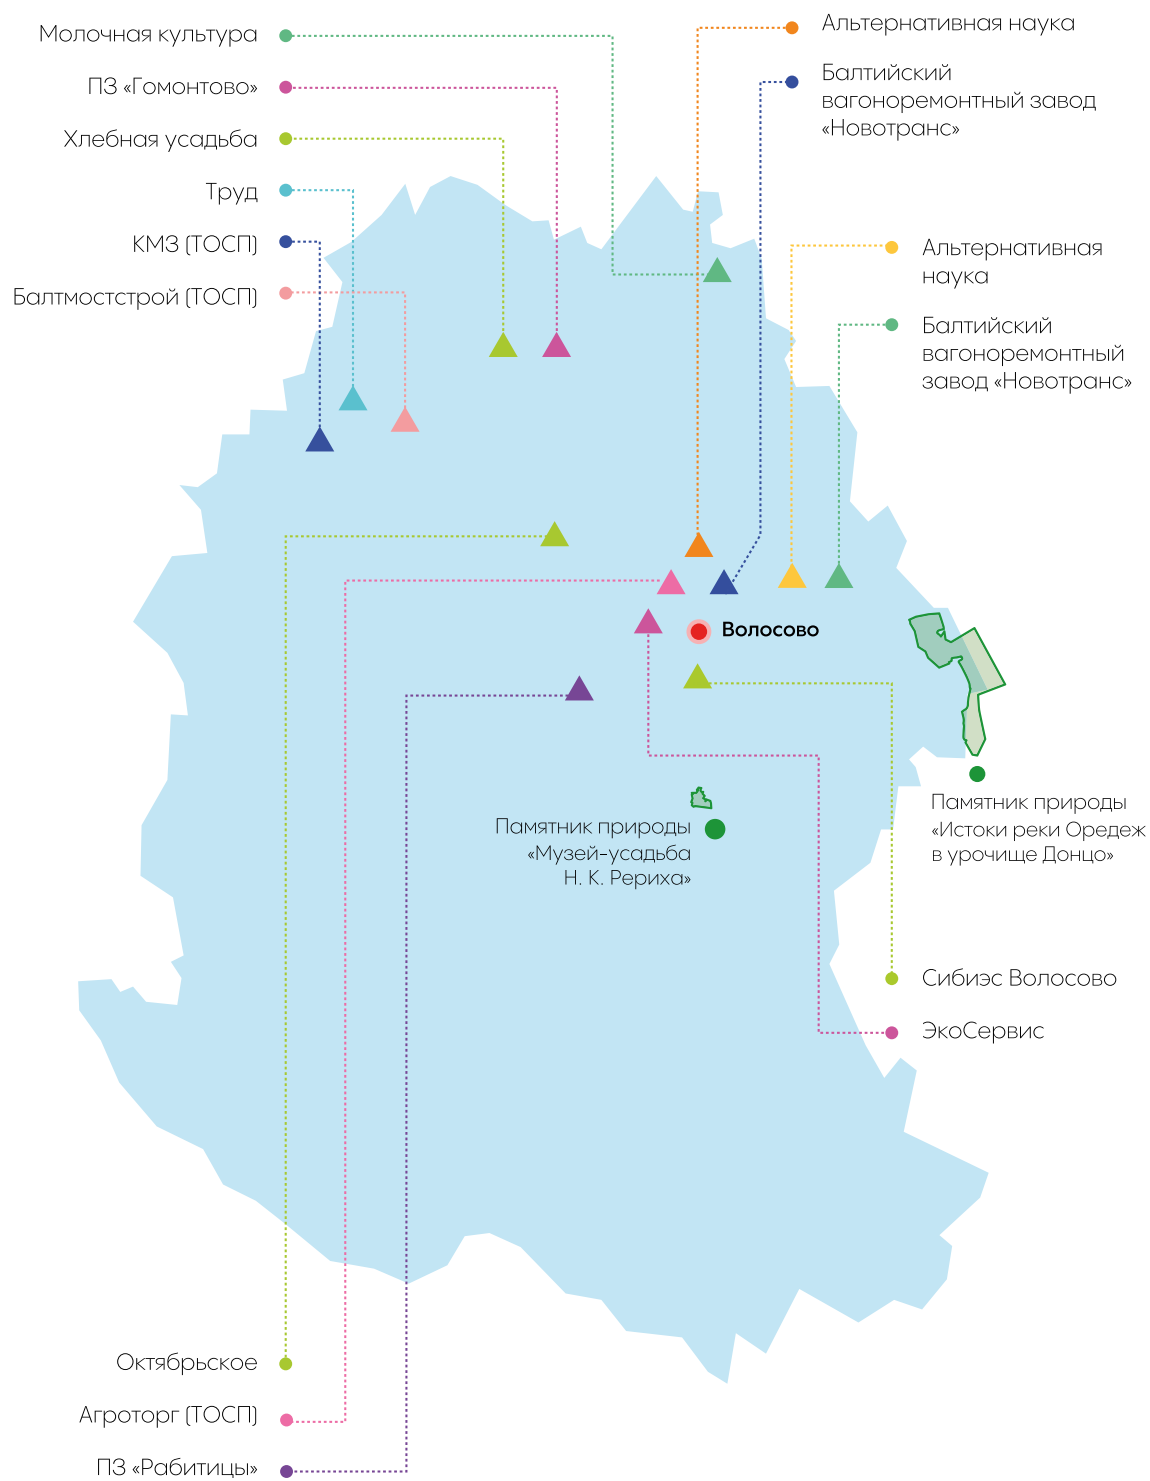 Молочная культура
ПЗ «Гомонтово»
Хлебная усадьба
Труд
КМЗ (ТОСП)
Балтмостстрой (ТОСП)
Альтернативная наука
Балтийский
вагоноремонтный завод
«Новотранс»
Альтернативная
наука
Балтийский
вагоноремонтный
завод «Новотранс»
Волосово
Памятник природы
«Истоки реки Оредеж
в урочище Донцо»
Памятник природы
«Музей-усадьба
Н. К. Рериха»
Сибиэс Волосово
ЭкоСервис
Октябрьское
Агроторг (ТОСП)
ПЗ «Рабитицы»